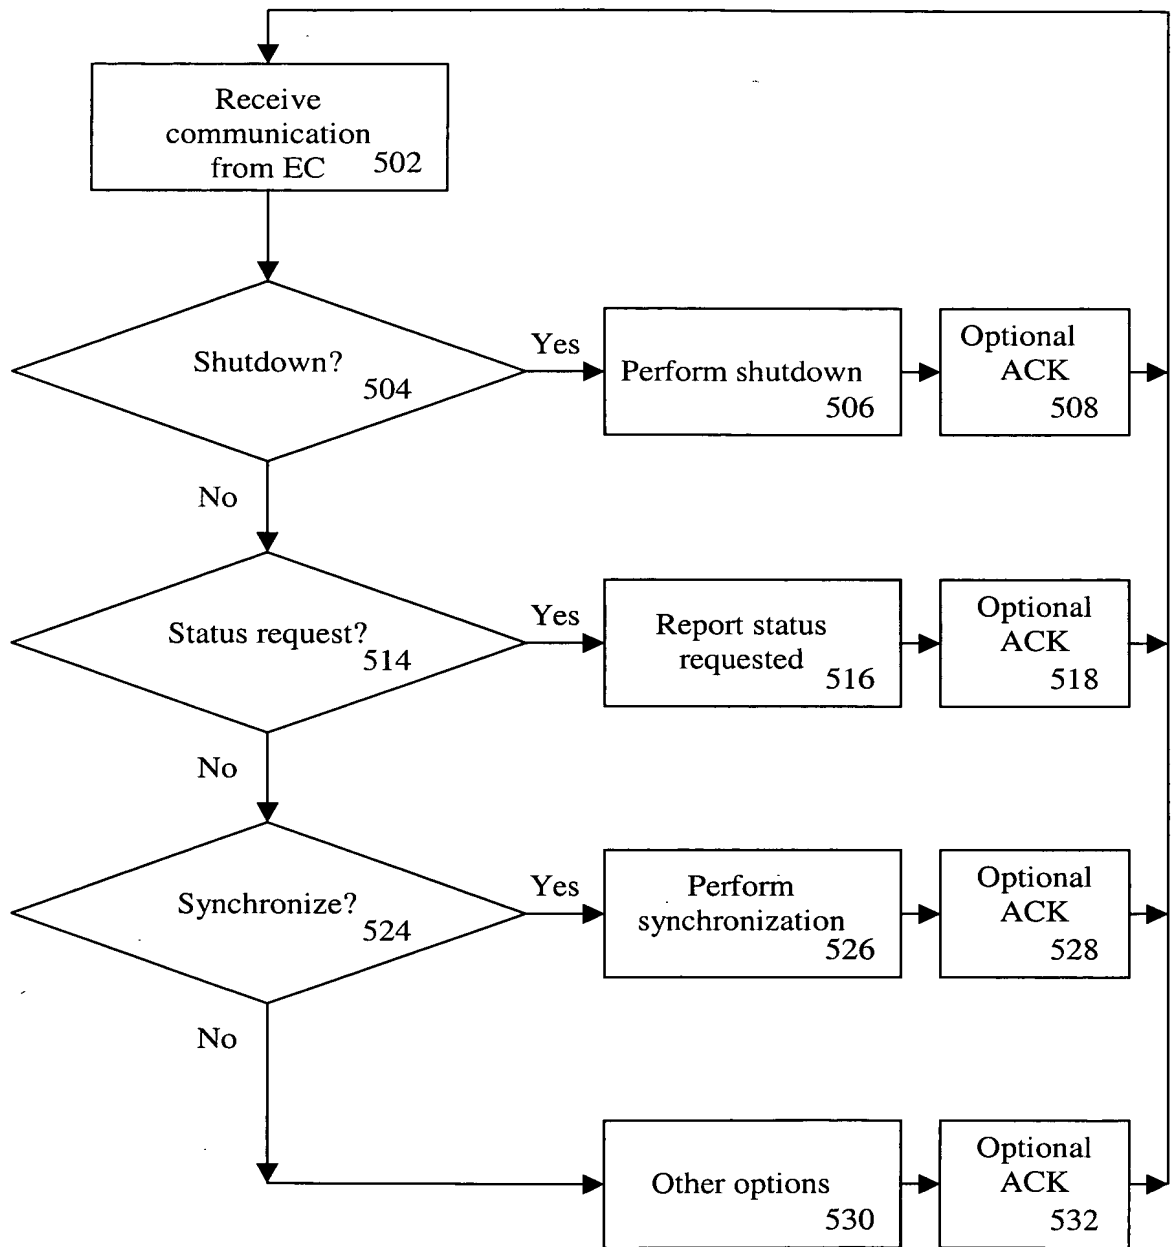 Receive
communication
from EC 502
Shutdown?
504
Yes
Perform shutdown
506
Optional
ACK
508
No
Status request?
514
Yes
Report status
requested
516
Optional
ACK
518
No
Synchronize?
524
Yes
Perform
synchronization
526
Optional
ACK
528
No
Other options
530
Optional
ACK
532